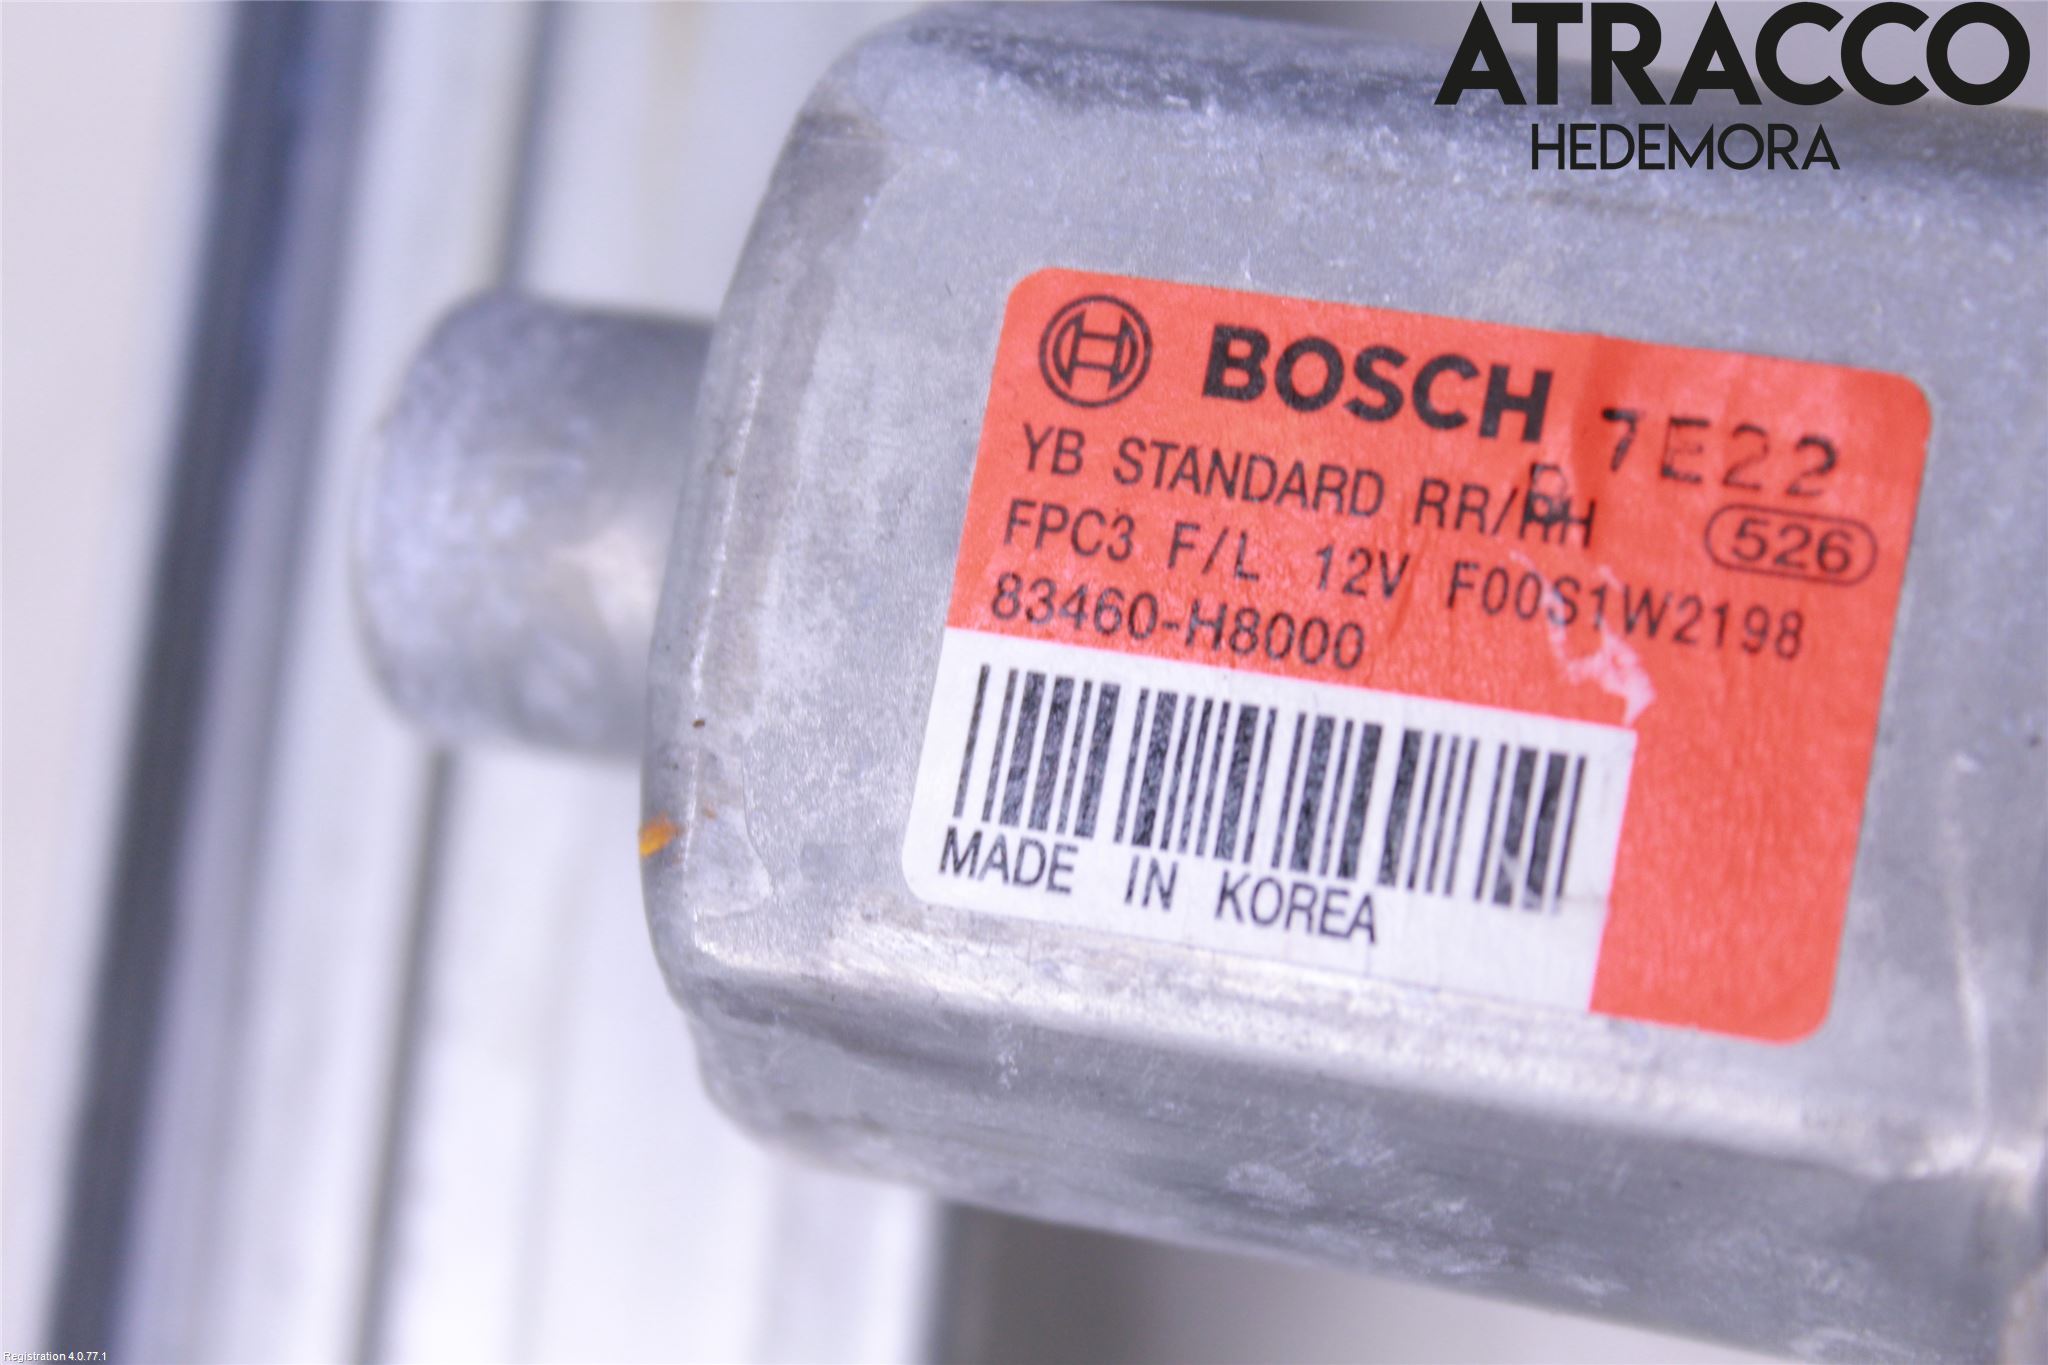 ATRACCO
HEDEMORA
BOSCH 7E22
YB STANDARD RR/RH
526
FPC3 F/L 12V F00S1W2198
83460-H8000
MADE IN KOREA
Registration 4.0.77.1